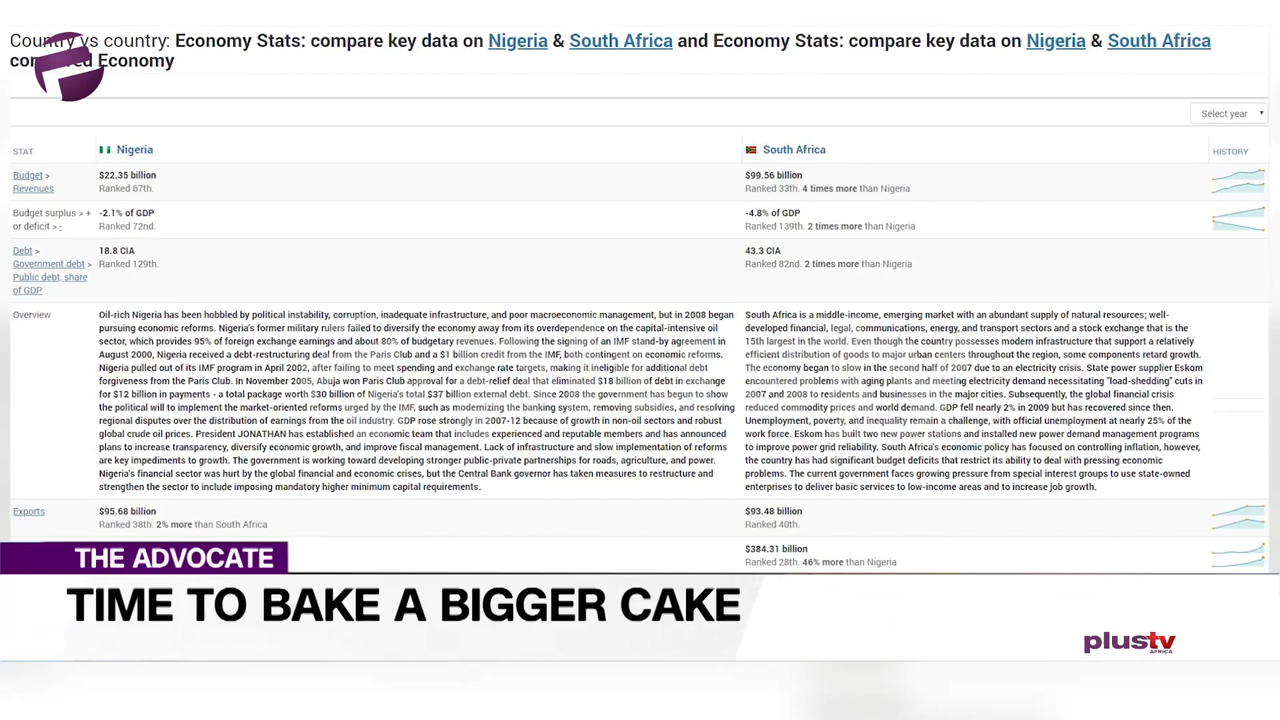 Country vs country: Economy Stats: compare key data on Nigeria & South Africa and Economy Stats: compare key data on Nigeria & South Africa
Economy
Select year
STAT
Nigeria
South Africa
HISTORY
Budget >
Revenues
$22.35 billion
Ranked 67th.
$99.56 billion
Ranked 33th. 4 times more than Nigeria
Budget surplus > +
or deficit > -
-2.1% of GDP
Ranked 72nd.
-4.8% of GDP
Ranked 139th. 2 times more than Nigeria
Debt >
Government debt >
Public debt, share
of GDP
18.8 CIA
Ranked 129th.
43.3 CIA
Ranked 82nd. 2 times more than Nigeria
Overview
Oil-rich Nigeria has been hobbled by political instability, corruption, inadequate infrastructure, and poor macroeconomic management, but in 2008 began
pursuing economic reforms. Nigeria's former military rulers failed to diversify the economy away from its overdependence on the capital-intensive oil
sector, which provides 95% of foreign exchange earnings and about 80% of budgetary revenues. Following the signing of an IMF stand-by agreement in
August 2000, Nigeria received a debt-restructuring deal from the Paris Club and a $1 billion credit from the IMF, both contingent on economic reforms.
Nigeria pulled out of its IMF program in April 2002, after failing to meet spending and exchange rate targets, making it ineligible for additional debt
forgiveness from the Paris Club. In November 2005, Abuja won Paris Club approval for a debt-relief deal that eliminated $18 billion of debt in exchange
for $12 billion in payments - a total package worth $30 billion of Nigeria's total $37 billion external debt. Since 2008 the government has begun to show
the political will to implement the market-oriented reforms urged by the IMF, such as modernizing the banking system, removing subsidies, and resolving
regional disputes over the distribution of earnings from the oil industry. GDP rose strongly in 2007-12 because of growth in non-oil sectors and robust
global crude oil prices. President JONATHAN has established an economic team that includes experienced and reputable members and has announced
plans to increase transparency, diversify economic growth, and improve fiscal management. Lack of infrastructure and slow implementation of reforms
are key impediments to growth. The government is working toward developing stronger public-private partnerships for roads, agriculture, and power.
Nigeria's financial sector was hurt by the global financial and economic crises, but the Central Bank governor has taken measures to restructure and
strengthen the sector to include imposing mandatory higher minimum capital requirements.
South Africa is a middle-income, emerging market with an abundant supply of natural resources; well-
developed financial, legal, communications, energy, and transport sectors and a stock exchange that is the
15th largest in the world. Even though the country possesses modern infrastructure that support a relatively
efficient distribution of goods to major urban centers throughout the region, some components retard growth.
The economy began to slow in the second half of 2007 due to an electricity crisis. State power supplier Eskom
encountered problems with aging plants and meeting electricity demand necessitating "load-shedding" cuts in
2007 and 2008 to residents and businesses in the major cities. Subsequently, the global financial crisis
reduced commodity prices and world demand. GDP fell nearly 2% in 2009 but has recovered since then.
Unemployment, poverty, and inequality remain a challenge, with official unemployment at nearly 25% of the
work force. Eskom has built two new power stations and installed new power demand management programs
to improve power grid reliability. South Africa's economic policy has focused on controlling inflation, however,
the country has had significant budget deficits that restrict its ability to deal with pressing economic
problems. The current government faces growing pressure from special interest groups to use state-owned
enterprises to deliver basic services to low-income areas and to increase job growth.
Exports
$95.68 billion
Ranked 38th. 2% more than South Africa
$93.48 billion
Ranked 40th.
$384.31 billion
Ranked 28th. 46% more than Nigeria
THE ADVOCATE
TIME TO BAKE A BIGGER CAKE
plustv
AFRICA